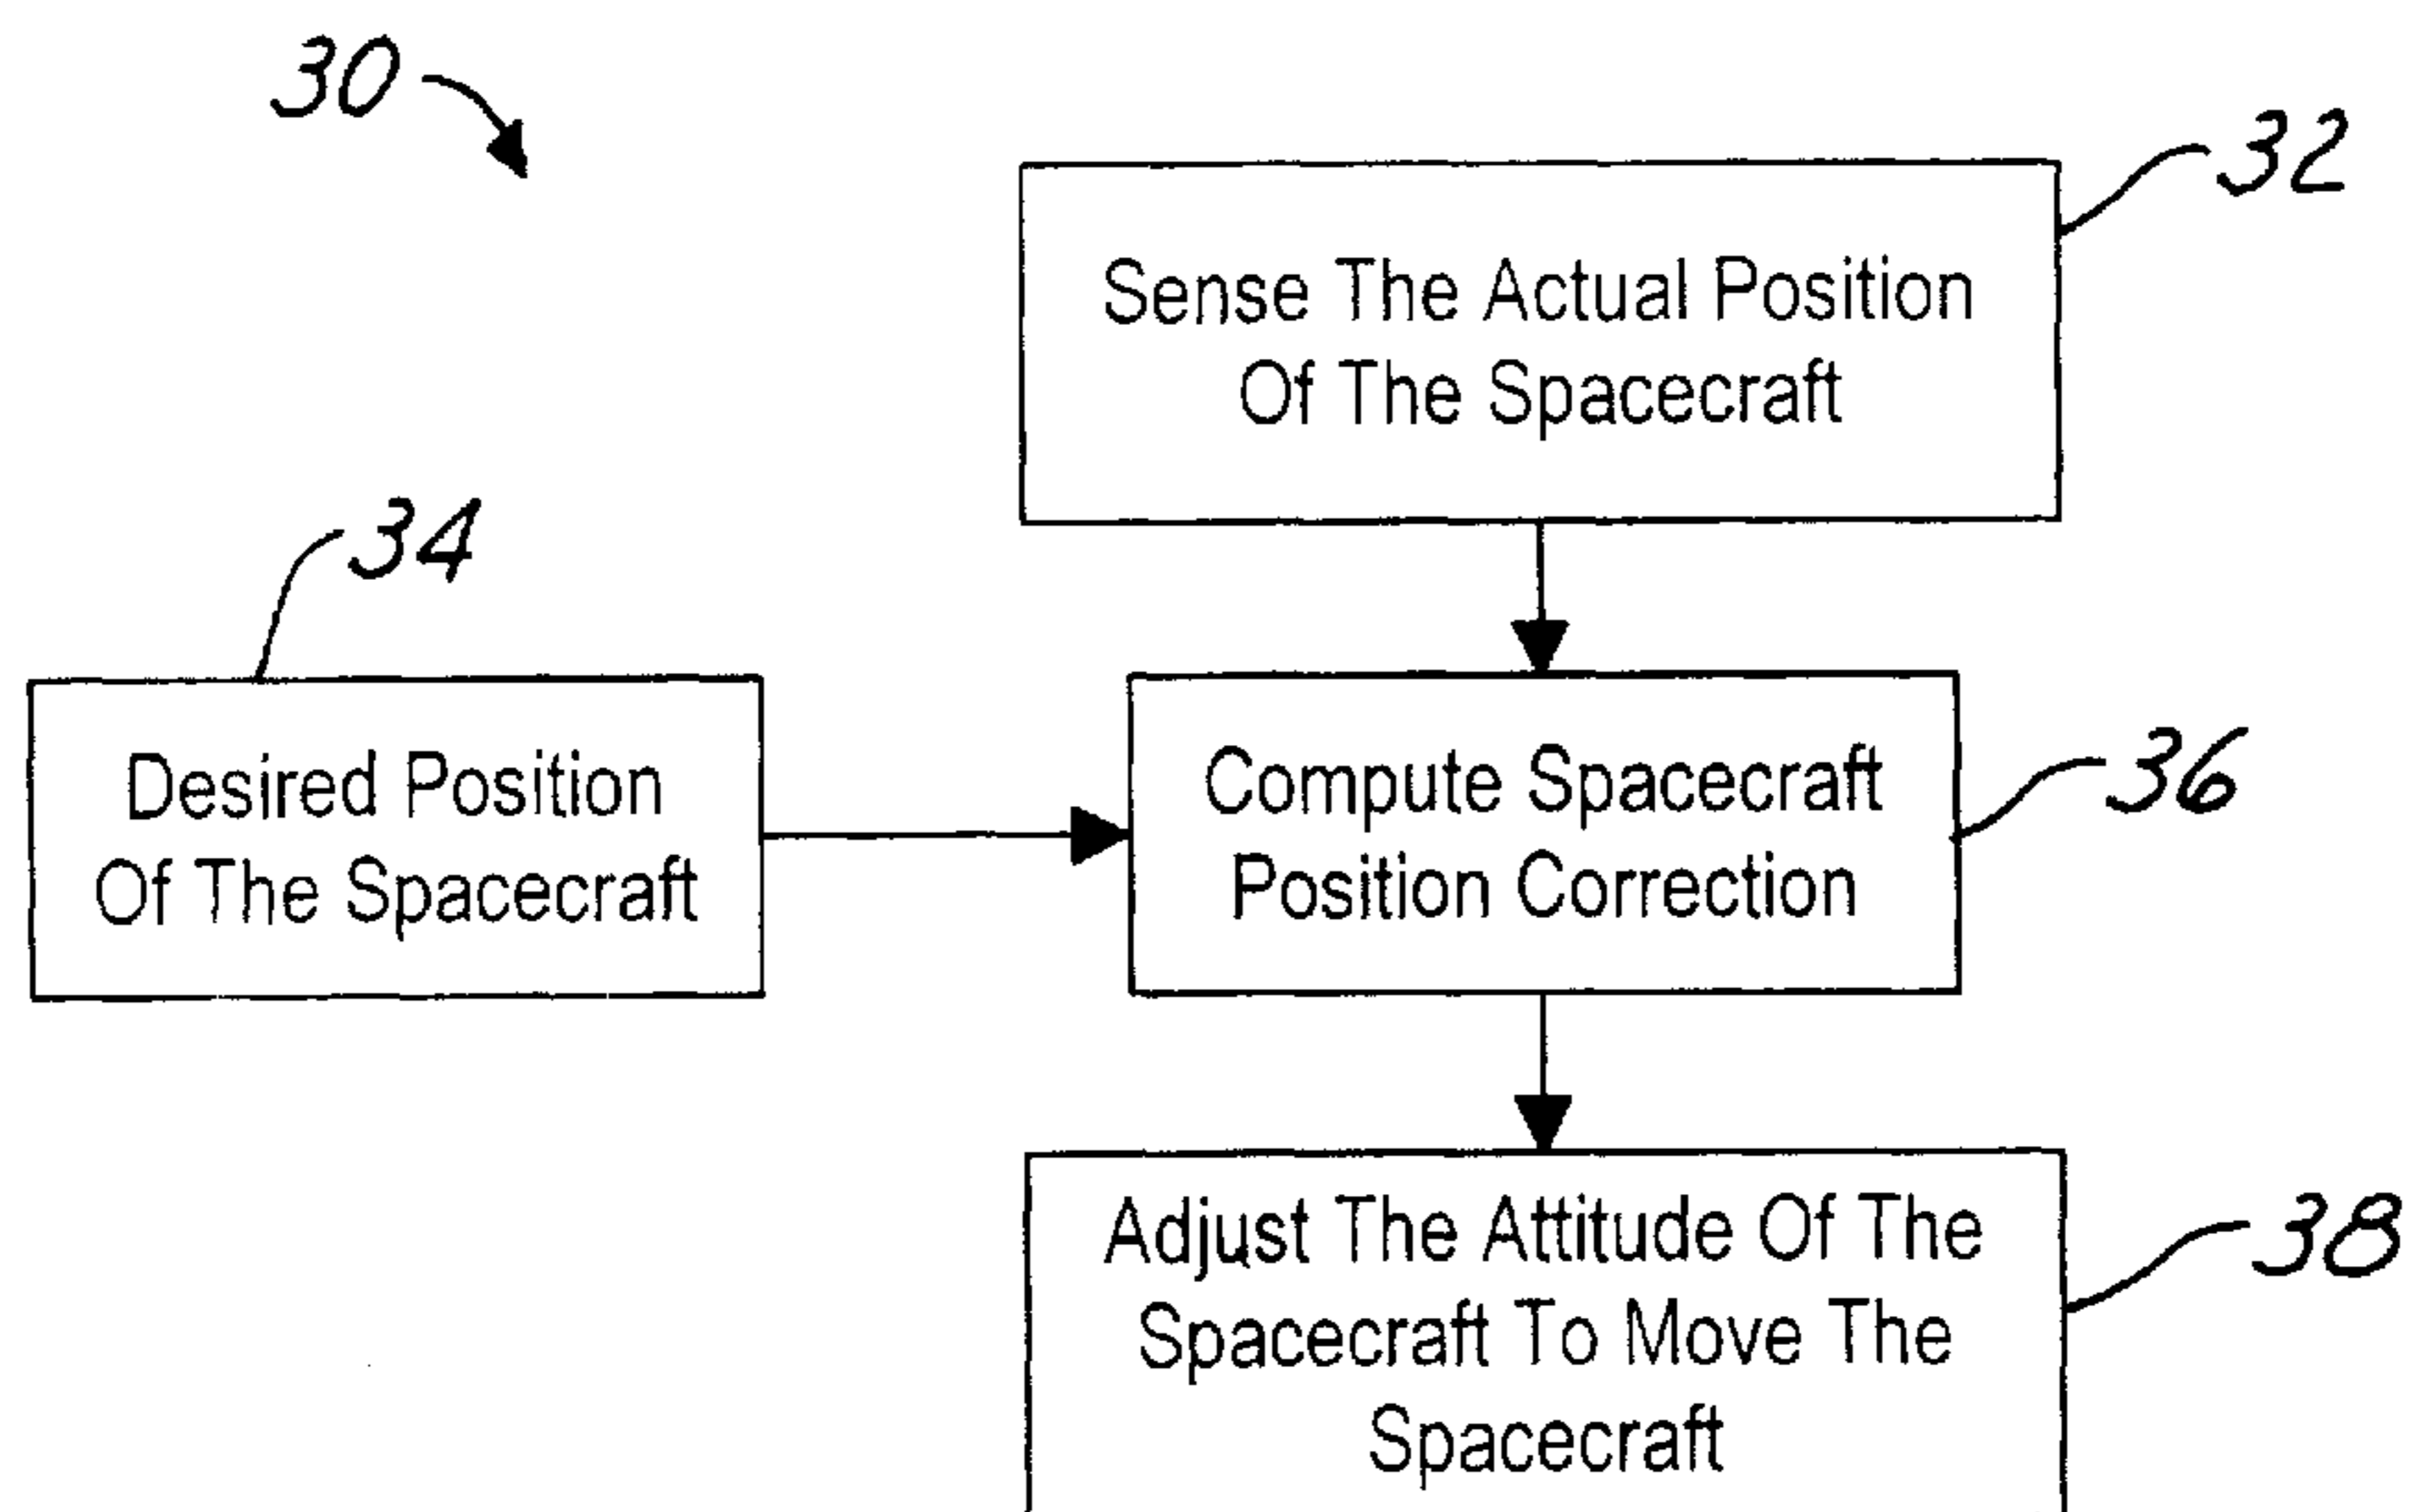 30
32
Sense The Actual Position
Of The Spacecraft
34
Desired Position
Of The Spacecraft
Compute Spacecraft
Position Correction
36
Adjust The Attitude Of The
Spacecraft To Move The
Spacecraft
38